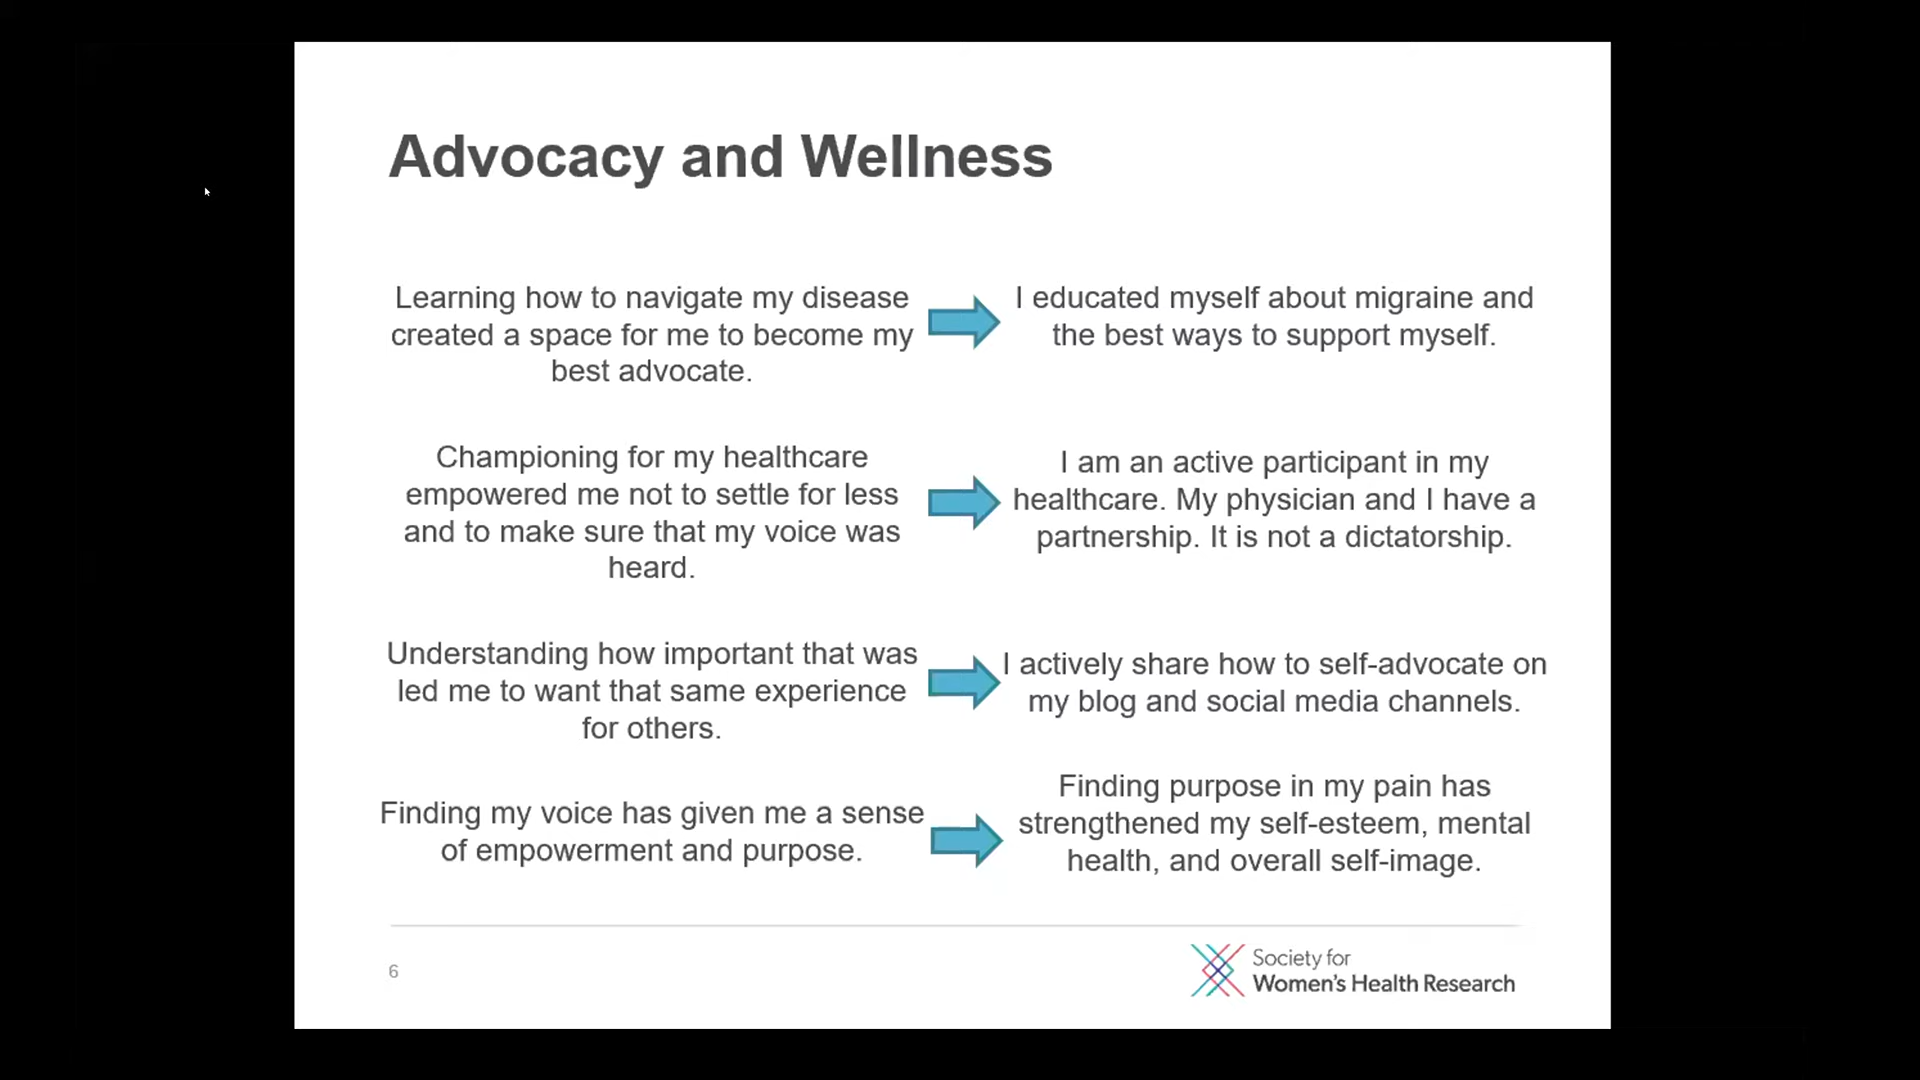 Advocacy and Wellness
Learning how to navigate my disease
created a space for me to become my
best advocate.
I educated myself about migraine and
the best ways to support myself.
Championing for my healthcare
empowered me not to settle for less
and to make sure that my voice was
heard.
I am an active participant in my
healthcare. My physician and I have a
partnership. It is not a dictatorship.
Understanding how important that was
led me to want that same experience
for others.
I actively share how to self-advocate on
my blog and social media channels.
Finding my voice has given me a sense
of empowerment and purpose.
Finding purpose in my pain has
strengthened my self-esteem, mental
health, and overall self-image.
6
Society for
Women's Health Research